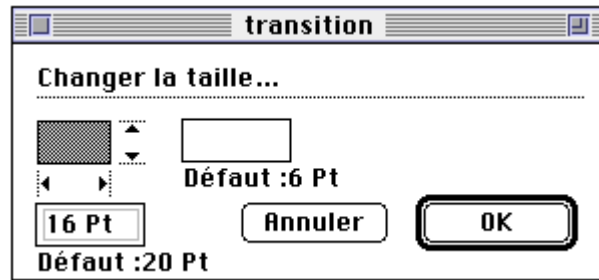 transition
Changer la taille...
Défaut :6 Pt
16 Pt
Annuler
OK
Défaut :20 Pt